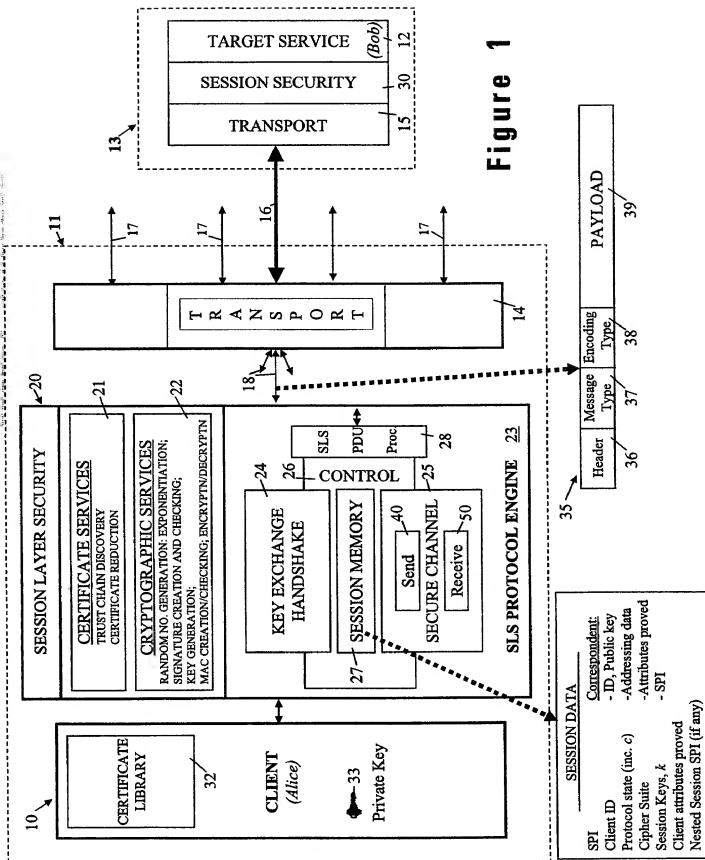 13
TARGET SERVICE
(Bob)
12
SESSION SECURITY
30
TRANSPORT
15
Figure 1
16
11
17
17
17
TRANSPORT
14
18
20
SESSION LAYER SECURITY
21
CERTIFICATE SERVICES
TRUST CHAIN DISCOVERY
CERTIFICATE REDUCTION
22
CRYPTOGRAPHIC SERVICES
RANDOM NO. GENERATION: EXPONENTIATION;
SIGNATURE CREATION AND CHECKING;
KEY GENERATION;
MAC CREATION/CHECKING; ENCRYPTN/DECRYPTN
24
KEY EXCHANGE
HANDSHAKE
26
CONTROL
SLS
PDU
Proc.
28
23
SESSION MEMORY
27
25
SECURE CHANNEL
40
Send
50
Receive
SLS PROTOCOL ENGINE
10
CERTIFICATE
LIBRARY
32
CLIENT
(Alice)
33
Private Key
35
Header
36
Message
Type
37
Encoding
Type
38
PAYLOAD
39
SESSION DATA
SPI
Client ID
Protocol state (inc. c)
Cipher Suite
Session Keys, k
Client attributes proved
Nested Session SPI (if any)
Correspondent:
- ID, Public key
-Addressing data
-Attributes proved
- SPI